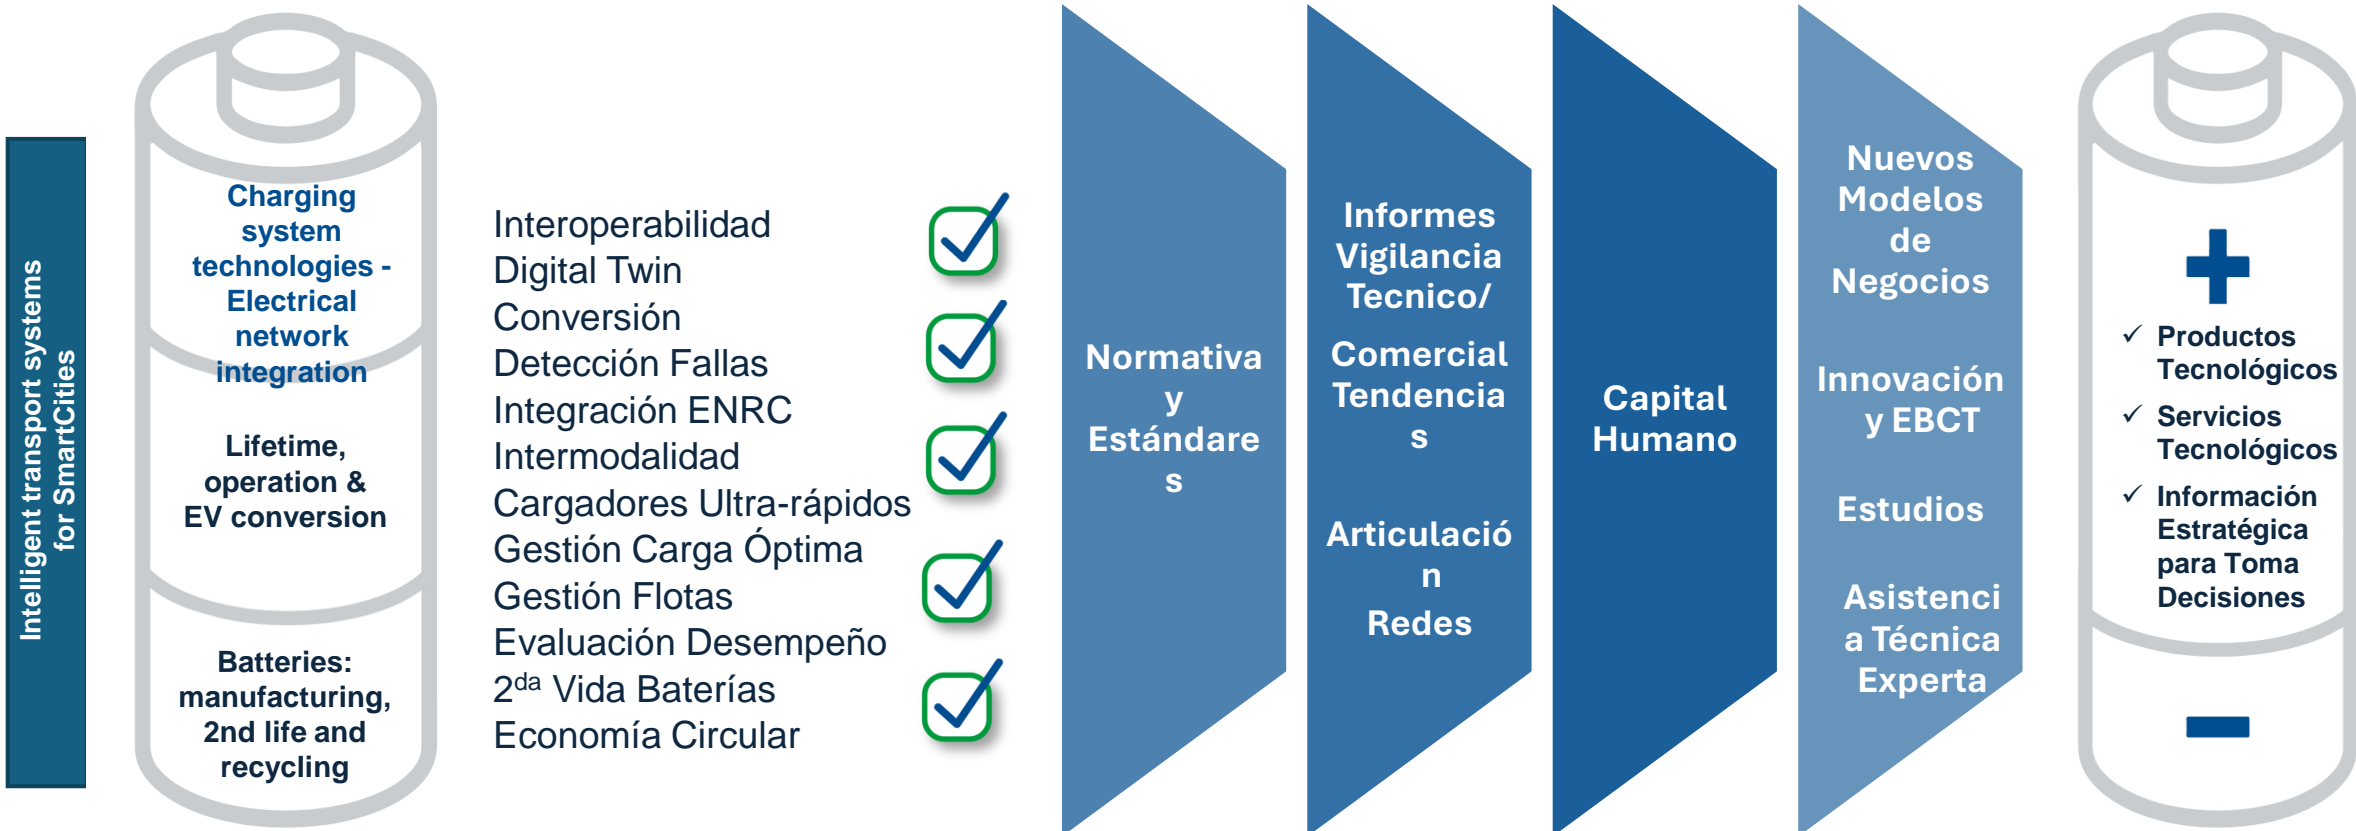 Intelligent transport systems
for SmartCities
Charging
system
technologies -
Electrical
network
integration
Lifetime,
operation &
EV conversion
Batteries:
manufacturing,
2nd life and
recycling
Interoperabilidad
Digital Twin
Conversión
Detección Fallas
Integración ENRC
Intermodalidad
Cargadores Ultra-rápidos
Gestión Carga Óptima
Gestión Flotas
Evaluación Desempeño
2da Vida Baterías
Economía Circular
Normativa
y
Estándare
s
Informes
Vigilancia
Tecnico/
Comercial
Tendencia
s
Articulació
n
Redes
Capital
Humano
Nuevos
Modelos
de
Negocios
Innovación
y EBCT
Estudios
Asistenci
a Técnica
Experta
✓ Productos
Tecnológicos
✓ Servicios
Tecnológicos
✓ Información
Estratégica
para Toma
Decisiones